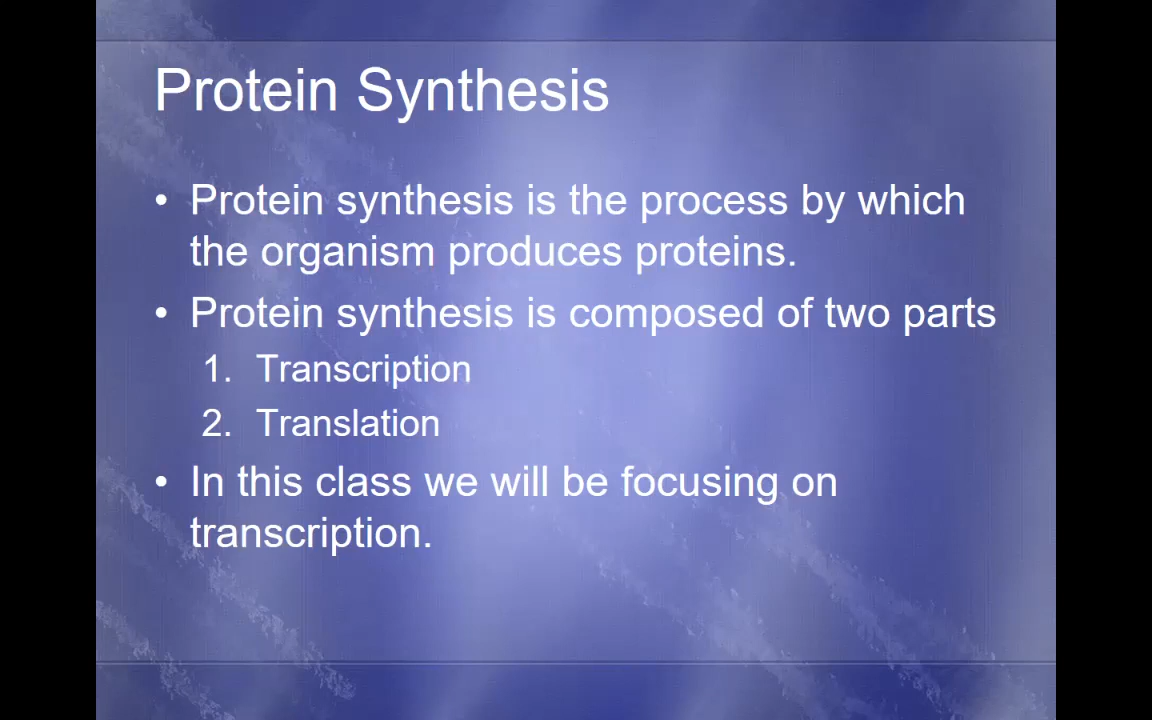 Protein Synthesis
• Protein synthesis is the process by which
the organism produces proteins.
• Protein synthesis is composed of two parts
1. Transcription
2. Translation
• In this class we will be focusing on
transcription.